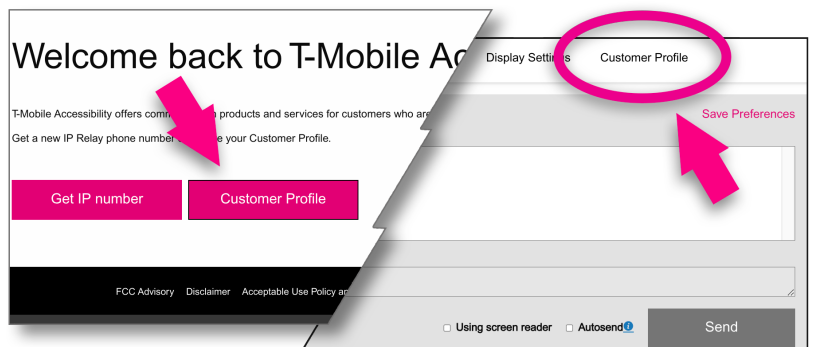 Welcome back to T-Mobile Ac
T-Mobile Accessibility offers comm products and services for customers who are
Get a new IP Relay phone number your Customer Profile.
Get IP number
Customer Profile
FCC Advisory
Disclaimer
Acceptable Use Policy an
Display Settings
Customer Profile
Save Preferences
Using screen reader
Autosend
Send